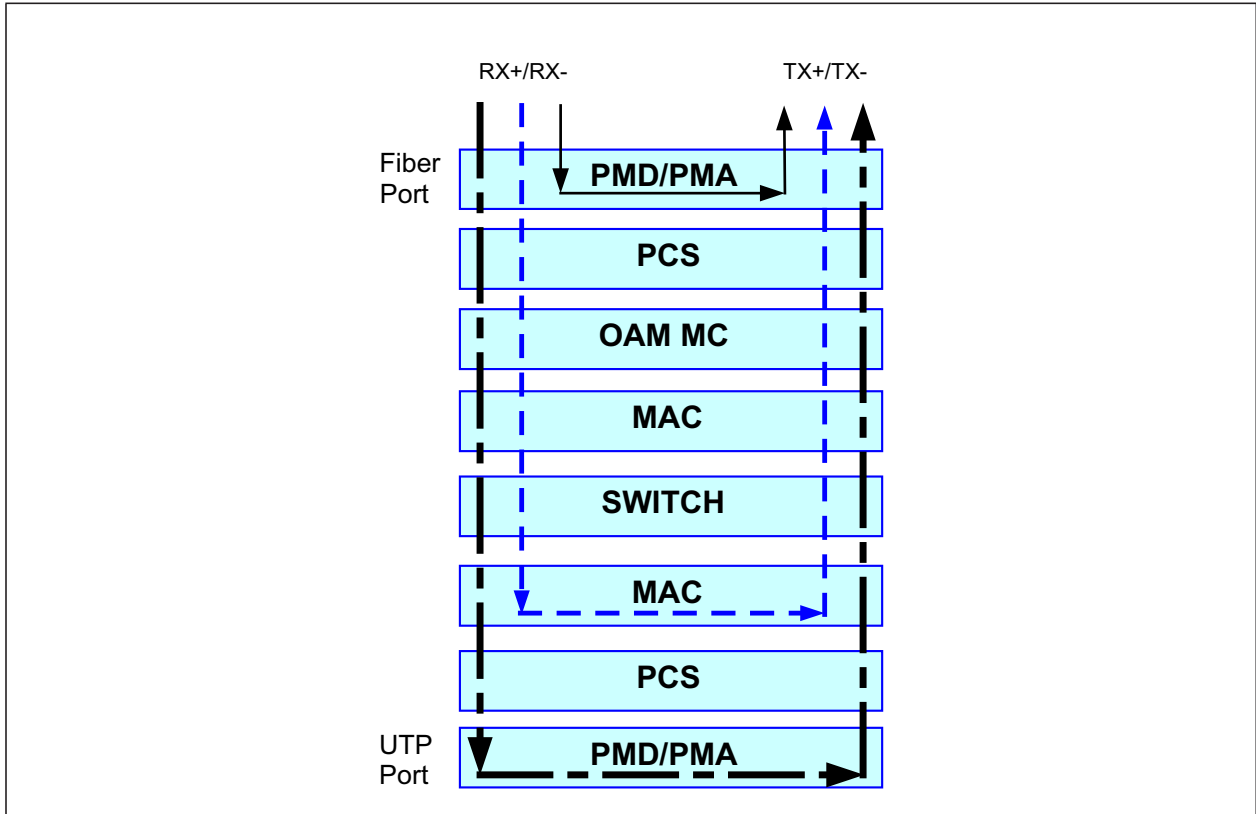 RX+/RX- TX+/TX-
Fiber
Port
PMD/PMA
PCS
OAM MC
MAC
SWITCH
MAC
PCS
UTP
Port
PMD/PMA